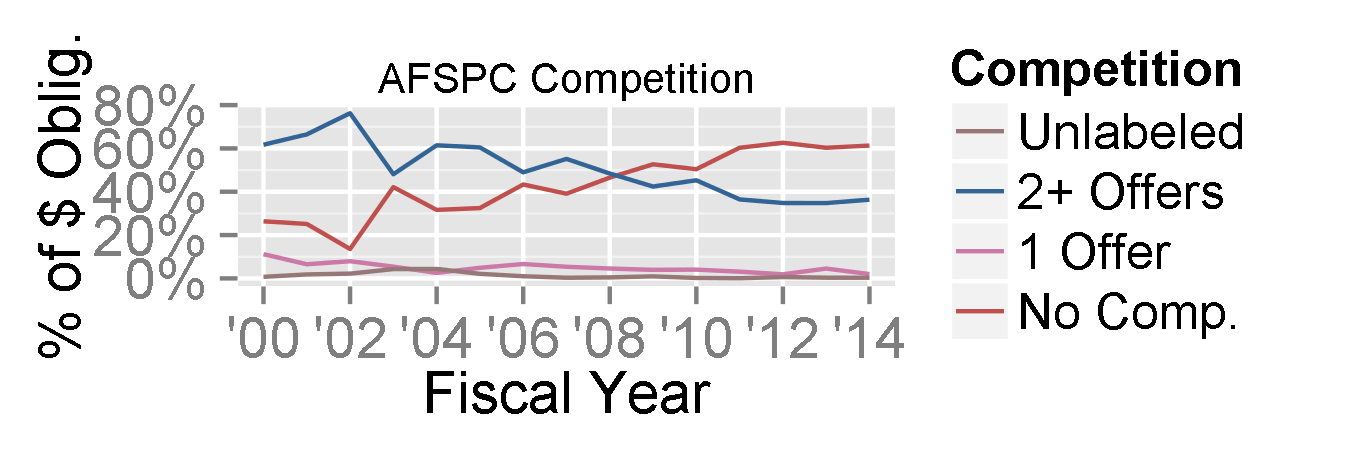 AFSPC Competition
% of $ Oblig.
80%
60%
40%
20%
0%
'00 '02 '04 '06 '08 '10 '12 '14
Fiscal Year
Competition
Unlabeled
2+ Offers
1 Offer
No Comp.